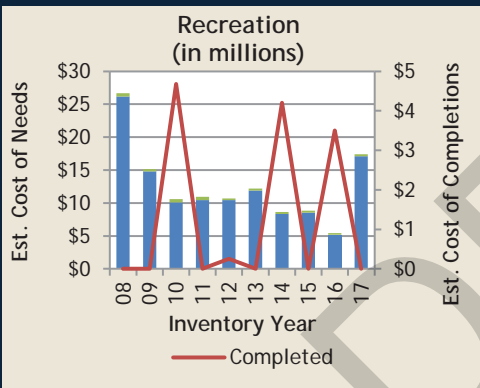 Recreation
(in millions)
Est. Cost of Needs
$30
$25
$20
$15
$10
$5
$0
$5
$4
$3
$2
$1
$0
Est. Cost of Completions
08 09 10 11 12 13 14 15 16 17
Inventory Year
Completed